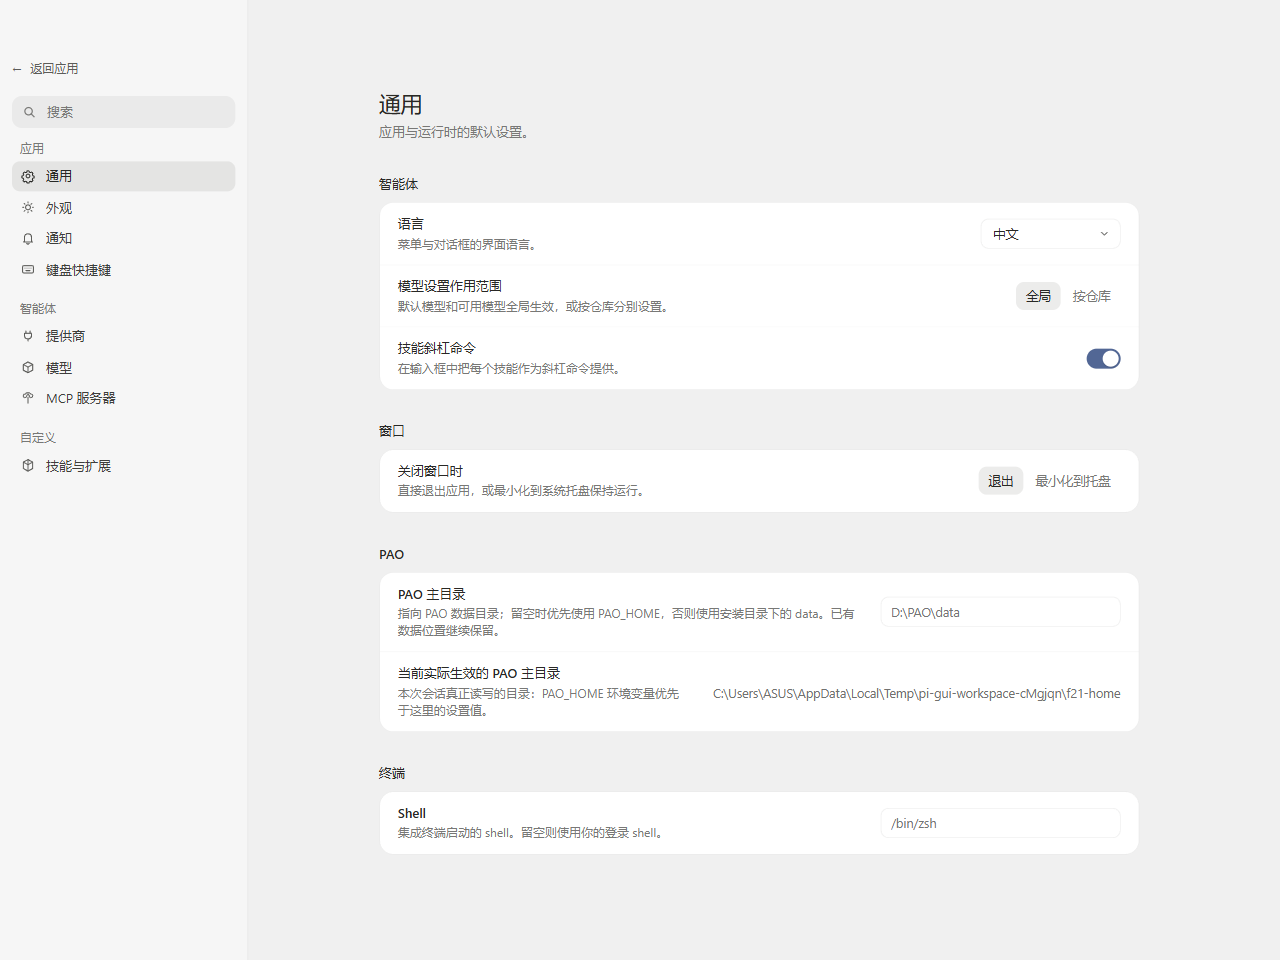 ← 返回应用
搜索
应用
通用
外观
通知
键盘快捷键
智能体
提供商
模型
MCP 服务器
自定义
技能与扩展
通用
应用与运行时的默认设置。
智能体
语言
菜单与对话框的界面语言。
中文
模型设置作用范围
默认模型和可用模型全局生效，或按仓库分别设置。
全局 按仓库
技能斜杠命令
在输入框中把每个技能作为斜杠命令提供。
窗口
关闭窗口时
直接退出应用，或最小化到系统托盘保持运行。
退出 最小化到托盘
PAO
PAO 主目录
指向 PAO 数据目录；留空时优先使用 PAO_HOME，否则使用安装目录下的 data。已有
数据位置继续保留。
D:\PAO\data
当前实际生效的 PAO 主目录
本次会话真正读写的目录：PAO_HOME 环境变量优先
于这里的设置值。
C:\Users\ASUS\AppData\Local\Temp\pi-gui-workspace-cMgjqn\f21-home
终端
Shell
集成终端启动的 shell。留空则使用你的登录 shell。
/bin/zsh